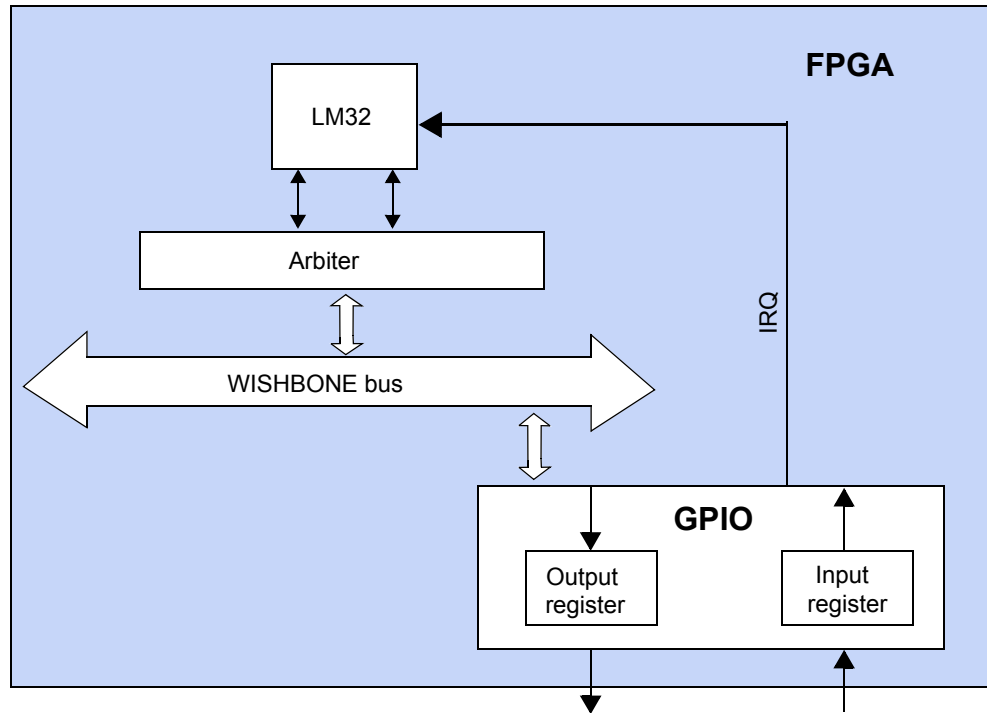 FPGA
LM32
Arbiter
IRQ
WISHBONE bus
GPIO
Output
register
Input
register